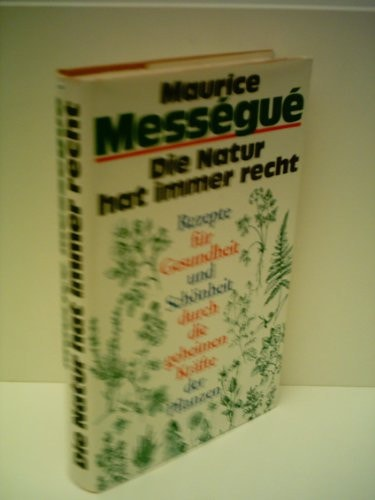 Maurice
Mességué
Die Natur
hat immer recht
Rezepte
für
Gesundheit
und
Schönheit
durch
die
geheimen
Kräfte
der
Pflanzen
Die Natur hat immer recht